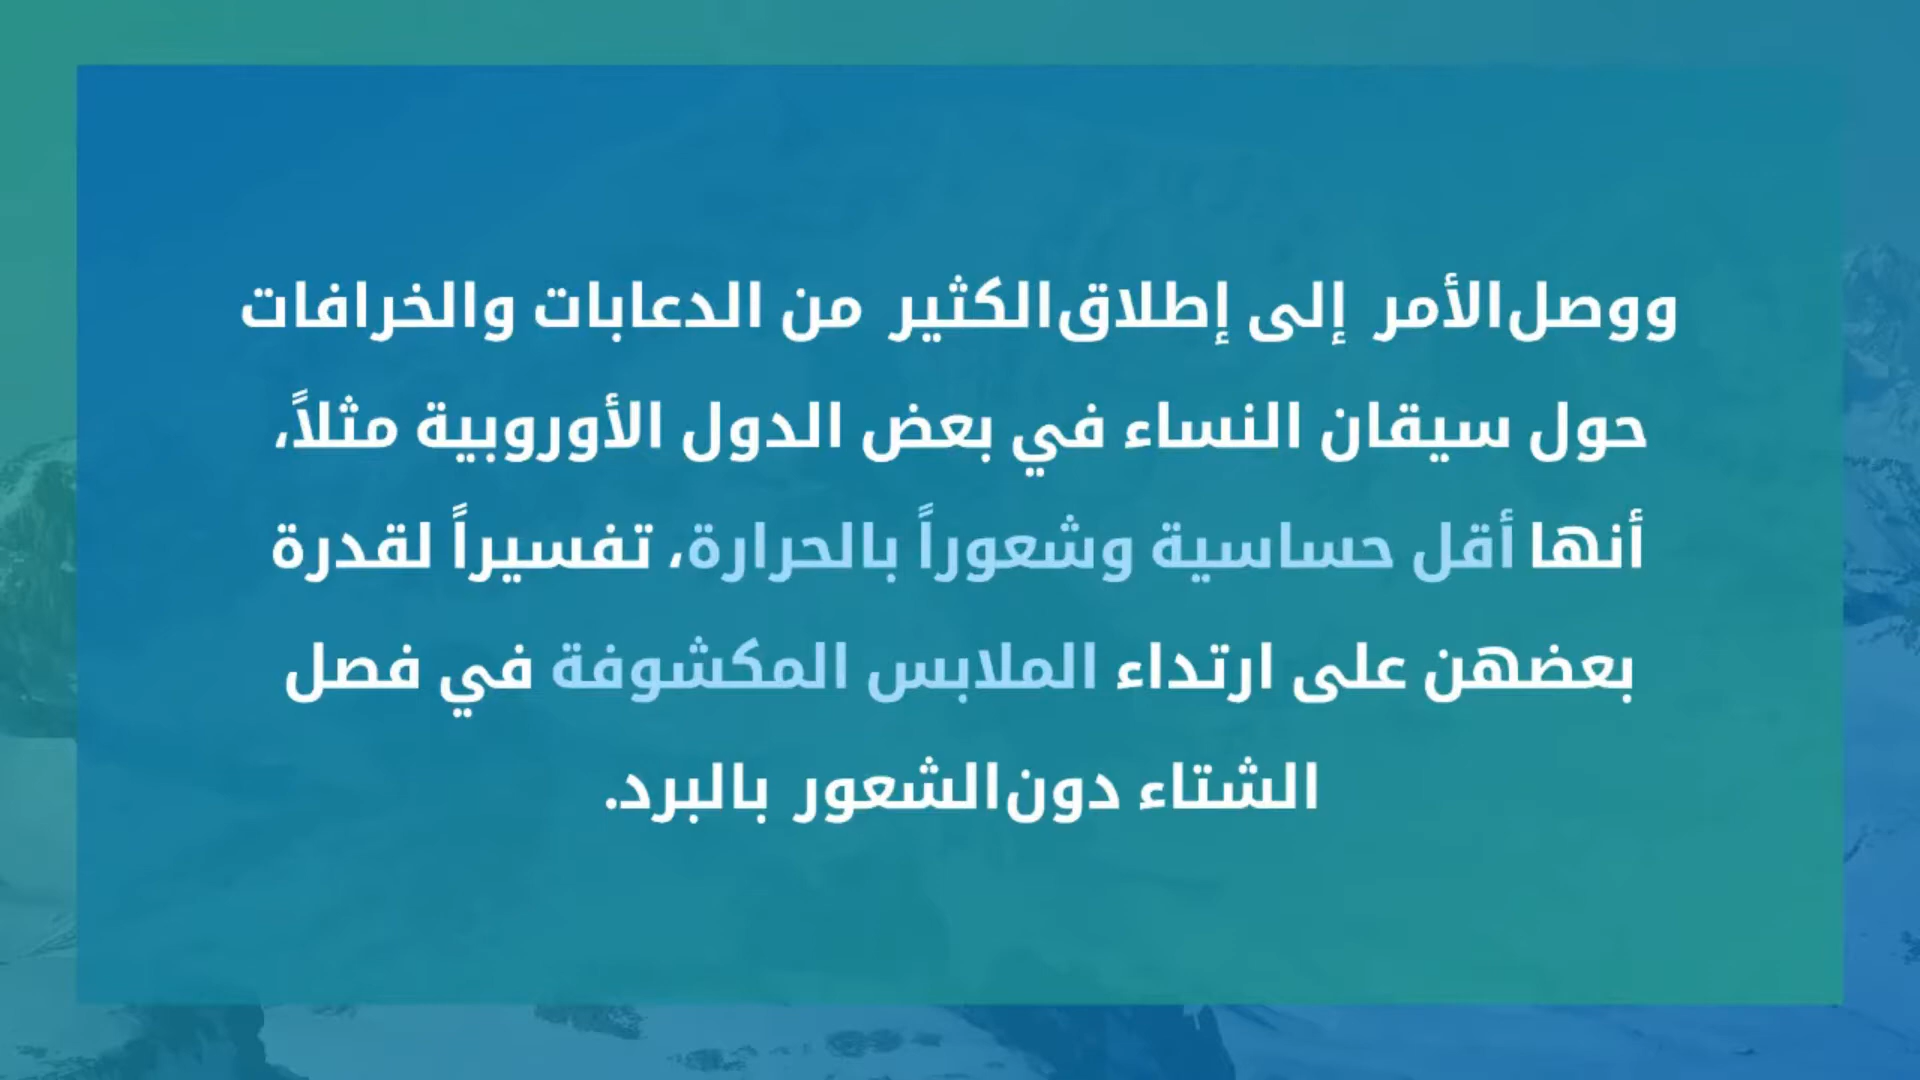 ووصل الأمر إلى إطلاق الكثير من الدعابات والخرافات
حول سيقان النساء في بعض الدول الأوروبية مثلاً،
أنها أقل حساسية وشعوراً بالحرارة، تفسيراً لقدرة
بعضهن على ارتداء الملابس المكشوفة في فصل
الشتاء دون الشعور بالبرد.